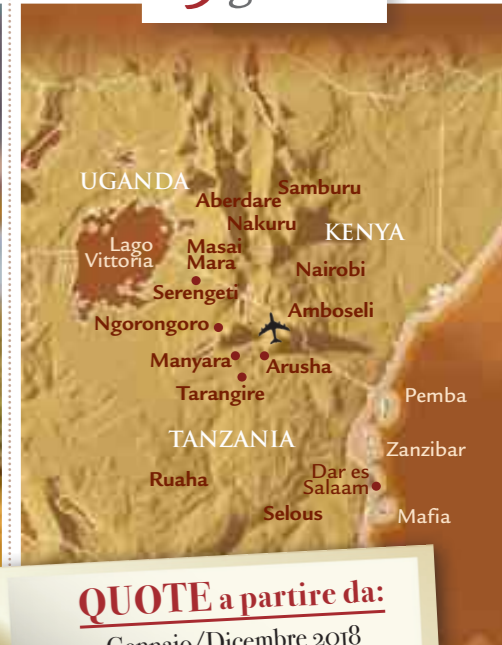 g
UGANDA
Samburu
Aberdare
Nakuru
KENYA
Lago
Vittoria
Masai
Mara
Nairobi
Serengeti
Amboseli
Ngorongoro
Manyara
Arusha
Tarangire
Pemba
TANZANIA
Zanzibar
Ruaha
Dar es
Salaam
Selous
Mafia
QUOTE a partire da:
Gennaio/Dicembre 2018